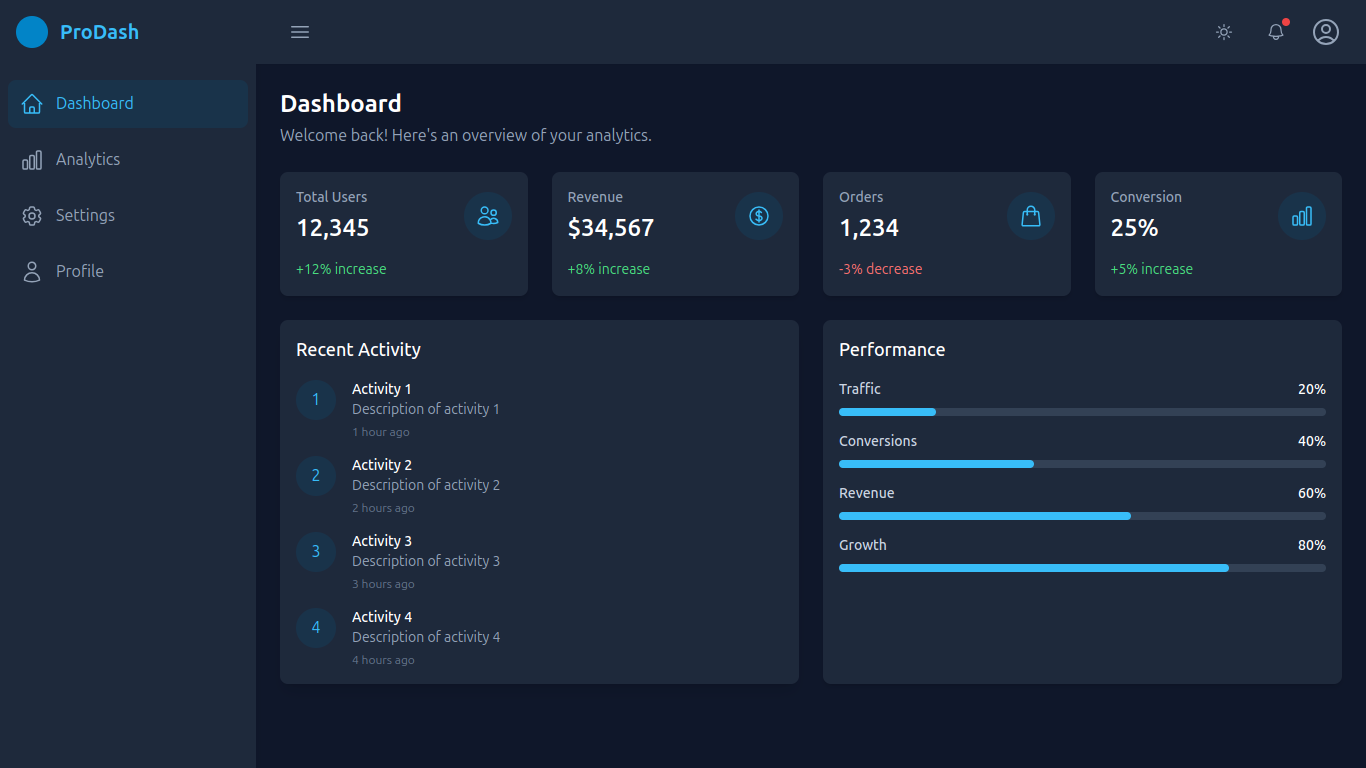 ProDash
Dashboard
Analytics
Settings
Profile
Dashboard
Welcome back! Here's an overview of your analytics.
Total Users
12,345
+12% increase
Revenue
$34,567
+8% increase
Orders
1,234
-3% decrease
Conversion
25%
+5% increase
Recent Activity
1
Activity 1
Description of activity 1
1 hour ago
2
Activity 2
Description of activity 2
2 hours ago
3
Activity 3
Description of activity 3
3 hours ago
4
Activity 4
Description of activity 4
4 hours ago
Performance
Traffic 20%
Conversions 40%
Revenue 60%
Growth 80%